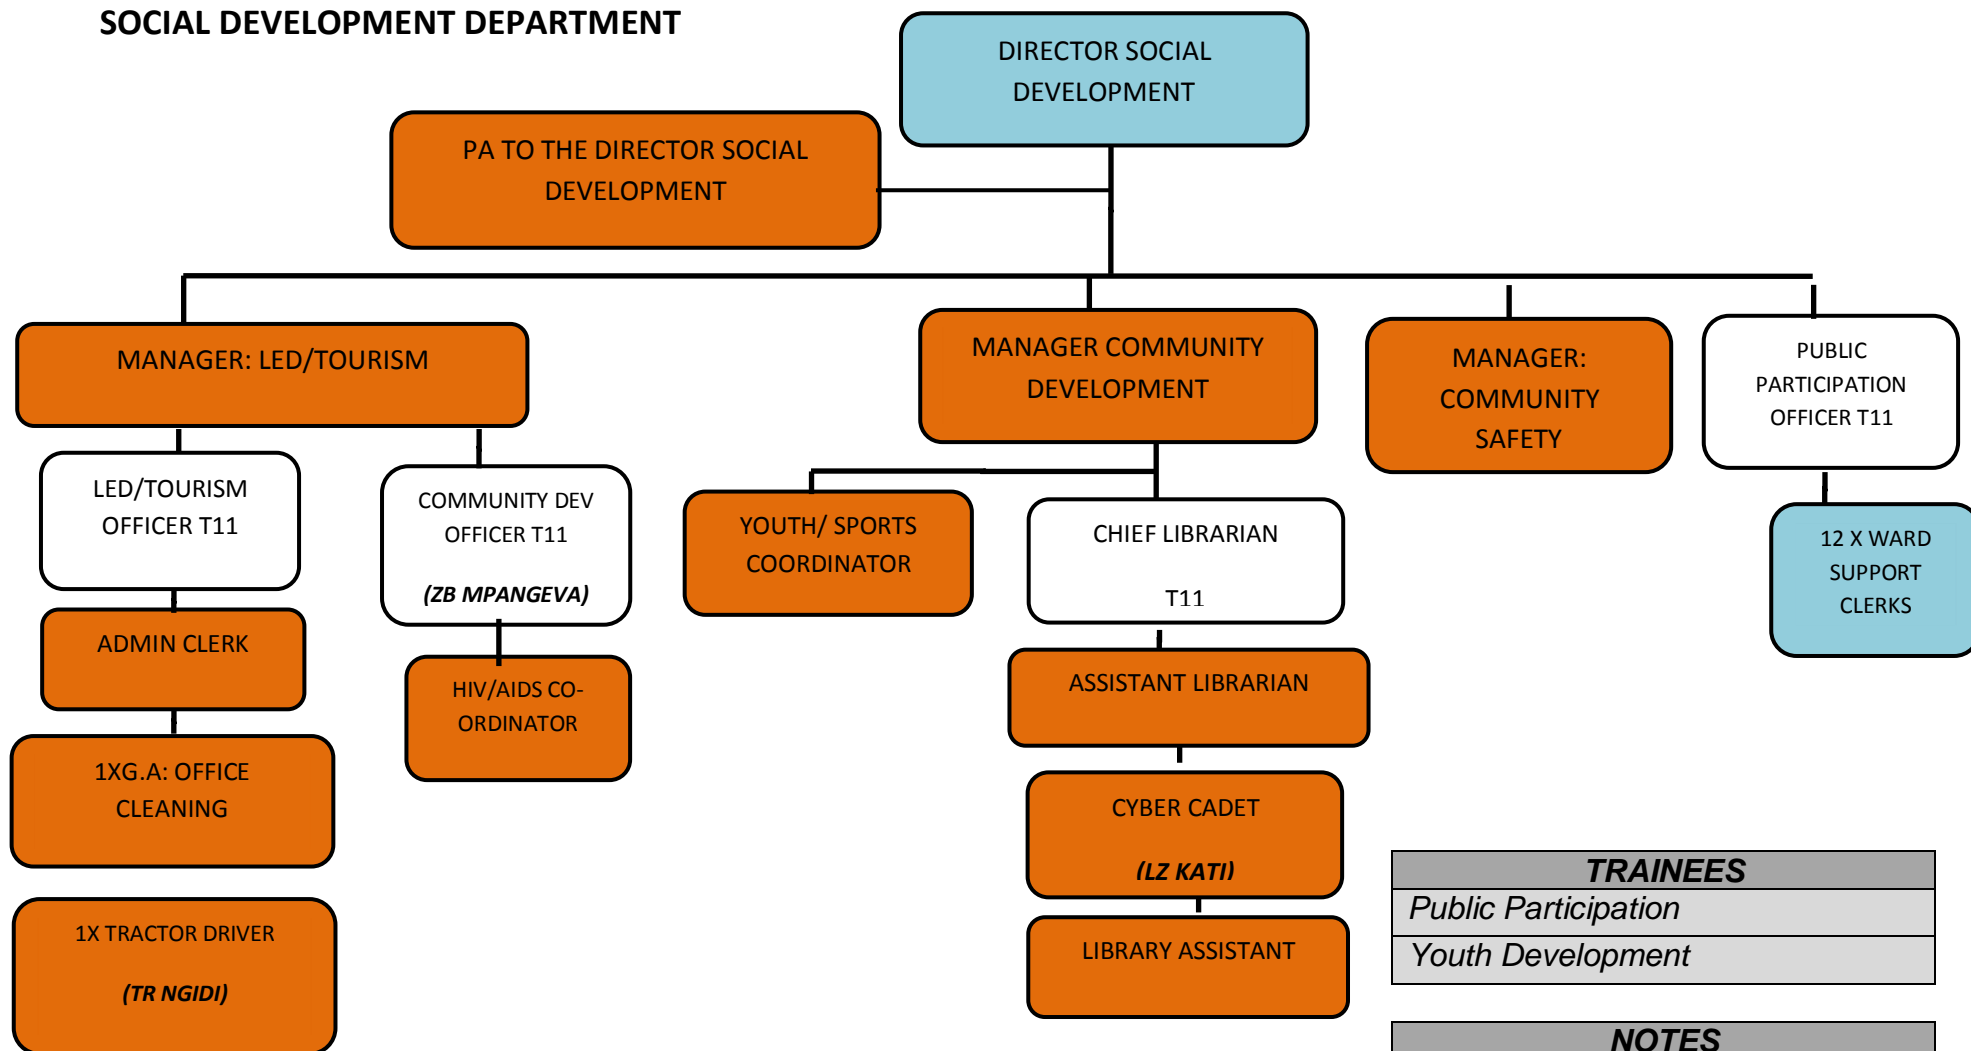 SOCIAL DEVELOPMENT DEPARTMENT
DIRECTOR SOCIAL
DEVELOPMENT
PA TO THE DIRECTOR SOCIAL
DEVELOPMENT
MANAGER: LED/TOURISM
MANAGER COMMUNITY
DEVELOPMENT
MANAGER:
COMMUNITY
SAFETY
PUBLIC
PARTICIPATION
OFFICER T11
LED/TOURISM
OFFICER T11
COMMUNITY DEV
OFFICER T11
(ZB MPANGEVA)
YOUTH/ SPORTS
COORDINATOR
CHIEF LIBRARIAN
T11
12 X WARD
SUPPORT
CLERKS
ADMIN CLERK
HIV/AIDS CO-
ORDINATOR
ASSISTANT LIBRARIAN
1XG.A: OFFICE
CLEANING
CYBER CADET
(LZ KATI)
1X TRACTOR DRIVER
(TR NGIDI)
LIBRARY ASSISTANT
TRAINEES
Public Participation
Youth Development
NOTES